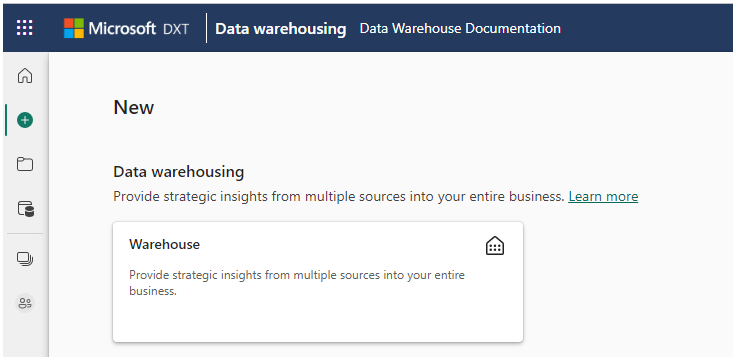 Microsoft DXT Data warehousing Data Warehouse Documentation
New
Data warehousing
Provide strategic insights from multiple sources into your entire business. Learn more
Warehouse
Provide strategic insights from multiple sources into your entire
business.